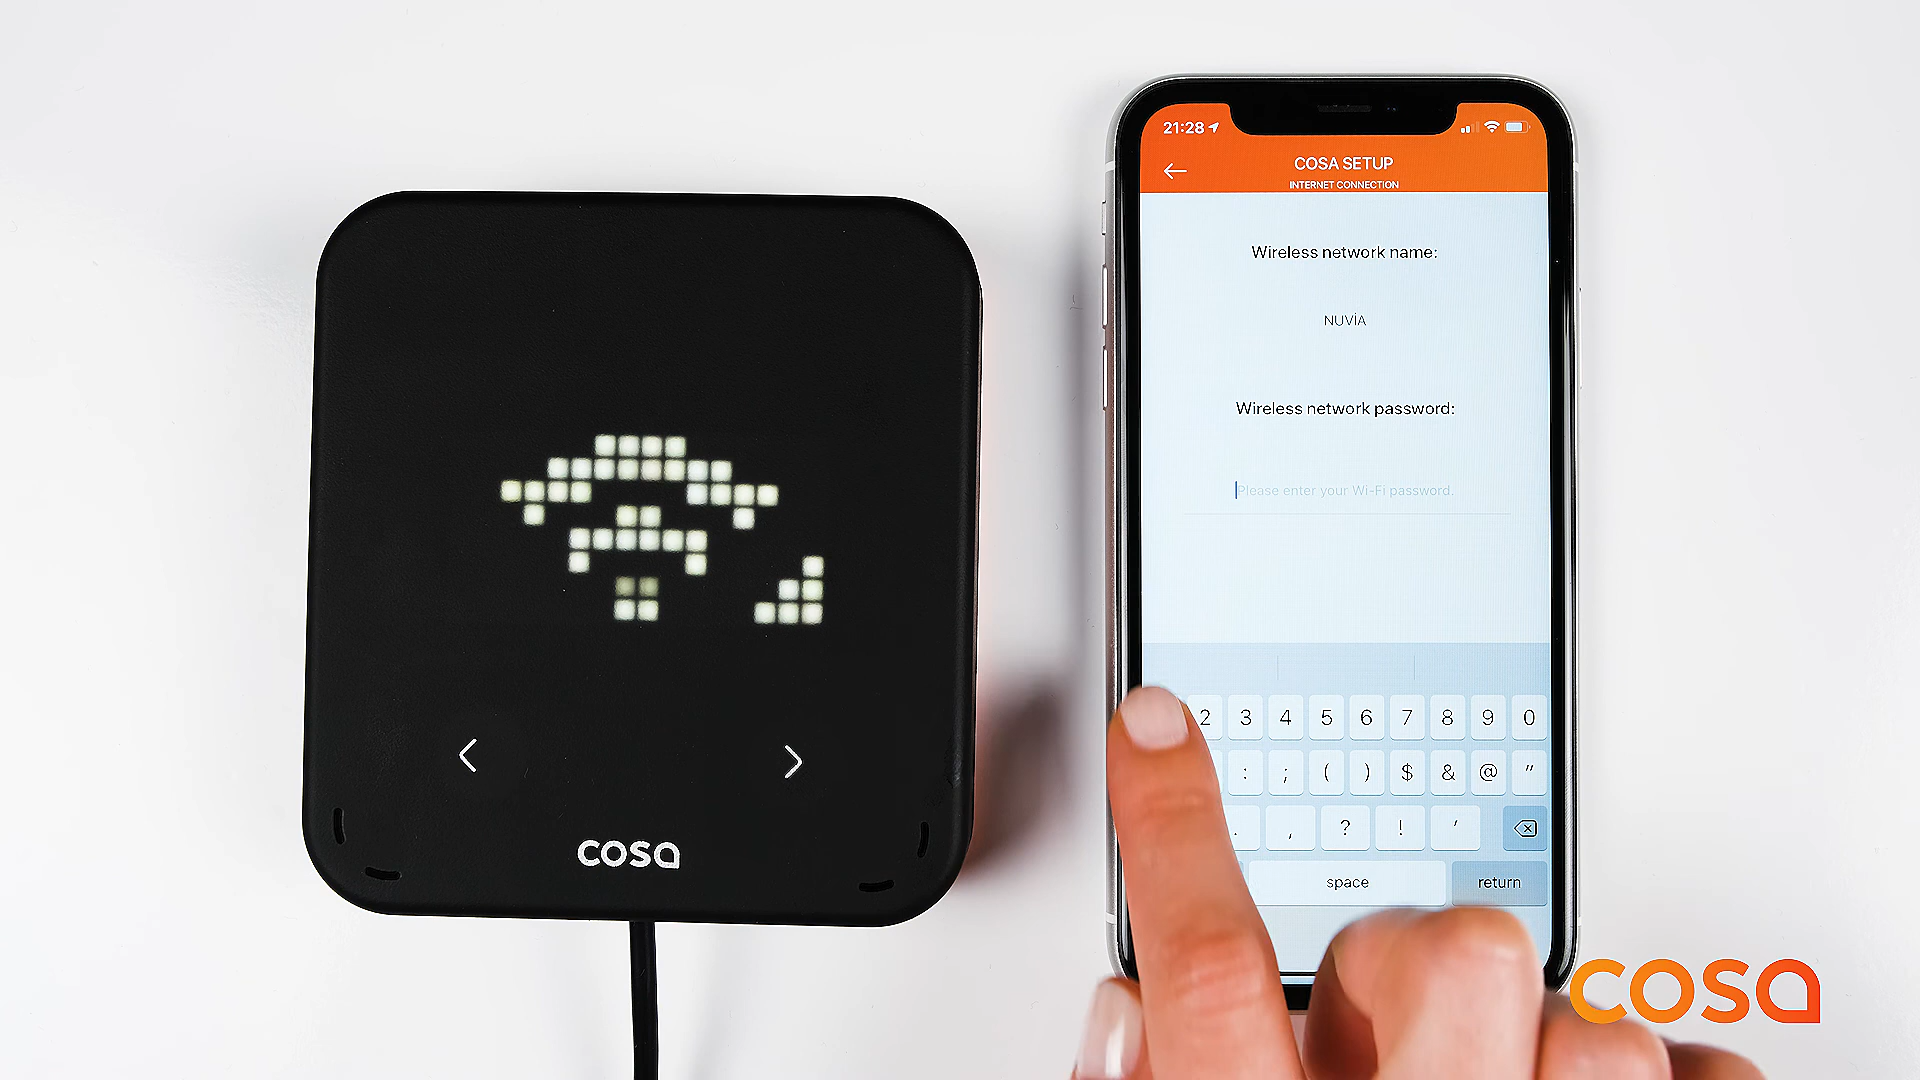 cosa
21:28
COSA SETUP
INTERNET CONNECTION
Wireless network name:
NUVİA
Wireless network password:
Please enter your Wi-Fi password.
2 3 4 5 6 7 8 9 0
: ; ( ) $ & @ "
. , ? ! '
space return
cosa